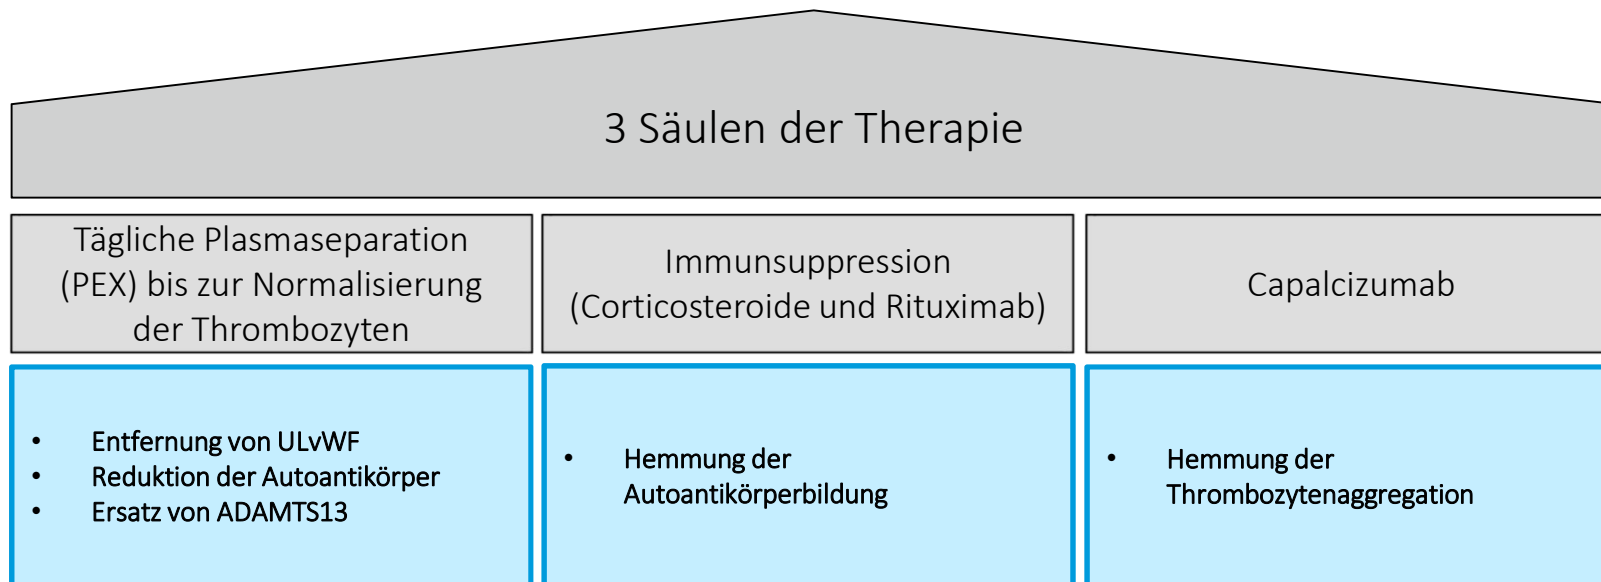 3 Säulen der Therapie
Tägliche Plasmaseparation
(PEX) bis zur Normalisierung
der Thrombozyten
Immunsuppression
(Corticosteroide und Rituximab)
Capalcizumab
• Entfernung von ULvWF
• Reduktion der Autoantikörper
• Ersatz von ADAMTS13
• Hemmung der
Autoantikörperbildung
• Hemmung der
Thrombozytenaggregation